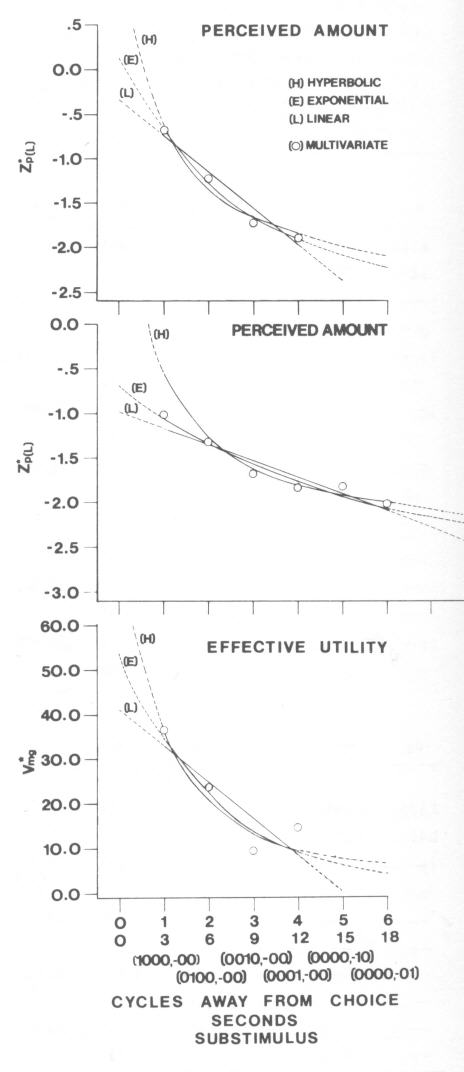 PERCEIVED AMOUNT
.5
0.0
-.5
-1.0
-1.5
-2.0
-2.5
Z*p(L)
(H)
(E)
(L)
(H) HYPERBOLIC
(E) EXPONENTIAL
(L) LINEAR
(O) MULTIVARIATE
PERCEIVED AMOUNT
0.0
-.5
-1.0
-1.5
-2.0
-2.5
-3.0
Z*p(L)
(H)
(E)
(L)
EFFECTIVE UTILITY
60.0
50.0
40.0
30.0
20.0
10.0
0.0
V*mg
(H)
(E)
(L)
0 1 2 3 4 5 6
0 3 6 9 12 15 18
(1000,-00) (0010,-00) (0000,-10)
(0100,-00) (0001,-00) (0000,-01)
CYCLES AWAY FROM CHOICE
SECONDS
SUBSTIMULUS